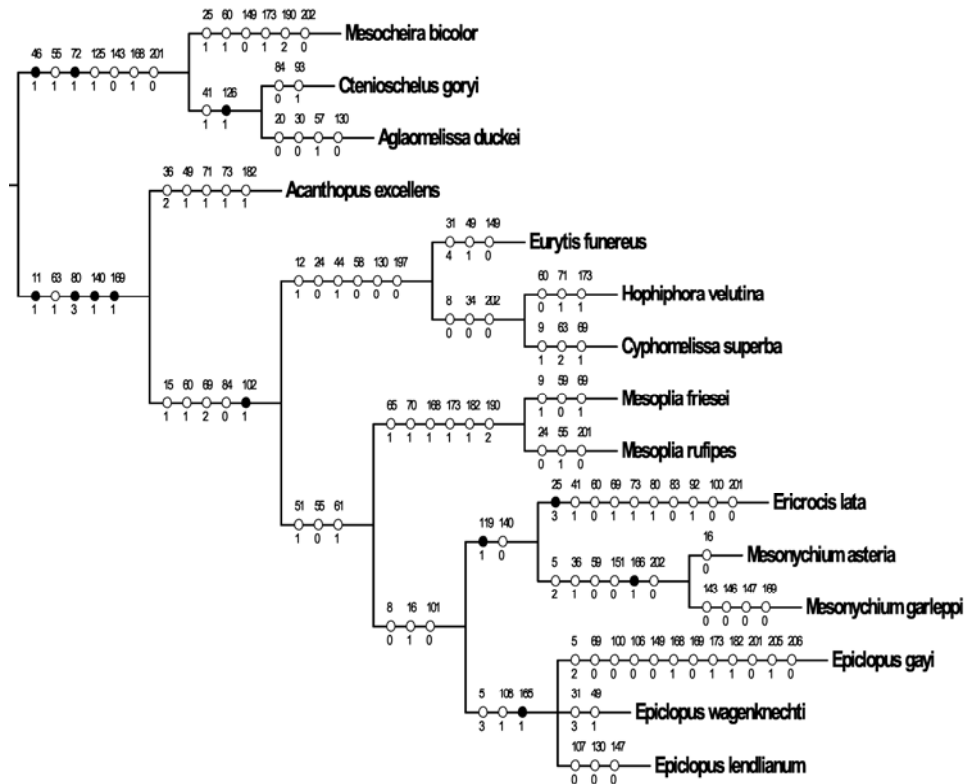 25 60 149 173 190 202
Mesocheira bicolor
1 1 0 1 2 0
46 55 72 125 143 168 201
1 1 1 1 0 1 0
84 93
Ctenioschelus goryi
0 1
41 126
1 1
20 30 57 130
Aglaomelissa duckei
0 0 1 0
36 49 71 73 182
Acanthopus excellens
2 1 1 1 1
31 49 149
Eurytis funereus
4 1 0
12 24 44 58 130 197
1 0 1 0 0 0
60 71 173
Hophiphora velutina
0 1 1
11 63 80 140 169
1 1 3 1 1
8 34 202
0 0 0
9 63 69
Cyphomelissa superba
1 2 1
15 60 69 84 102
1 1 2 0 1
9 59 69
Mesoplia friesei
1 0 1
65 70 168 173 182 190
1 1 1 1 1 2
24 55 201
Mesoplia rufipes
0 1 0
25 41 60 69 73 80 83 92 100 201
Ericrocis lata
3 1 0 1 1 1 0 1 0 0
51 55 61
1 0 1
119 140
1 0
16
Mesonychium asteria
0
5 36 59 151 166 202
2 1 0 0 1 0
143 146 147 169
Mesonychium garleppi
0 0 0 0
8 16 101
0 1 0
5 69 100 106 149 168 169 173 182 201 205 206
Epiclopus gayi
2 0 0 0 0 1 0 1 1 0 1 0
5 108 165
3 1 1
31 49
Epiclopus wagenknechti
3 1
107 130 147
Epiclopus lendlianum
0 0 0